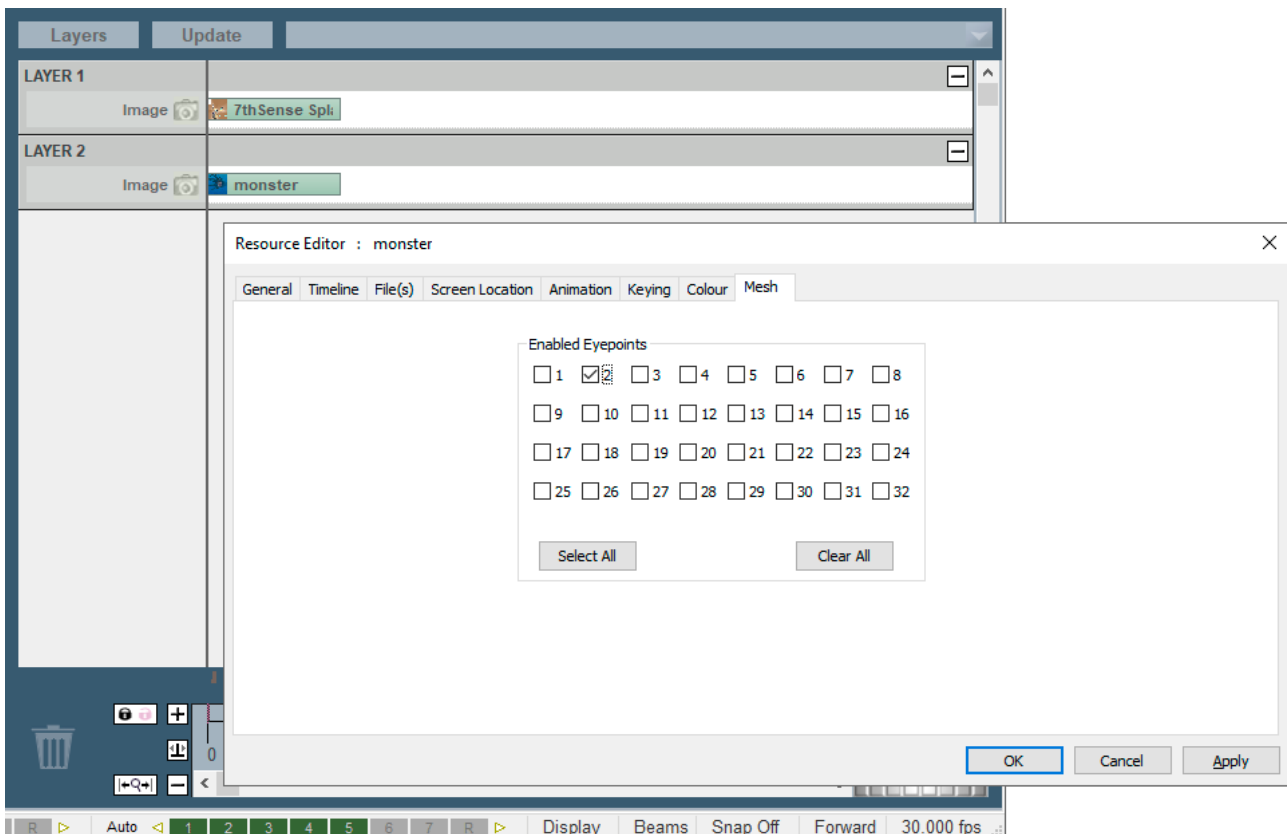 Layers Update
LAYER 1
Image 7thSense Spla
LAYER 2
Image monster
Resource Editor : monster
General Timeline File(s) Screen Location Animation Keying Colour Mesh
Enabled Eyepoints
1 2 3 4 5 6 7 8
9 10 11 12 13 14 15 16
17 18 19 20 21 22 23 24
25 26 27 28 29 30 31 32
Select All Clear All
0
OK Cancel Apply
R Auto 1 2 3 4 5 6 7 R Display Beams Snap Off Forward 30.000 fps